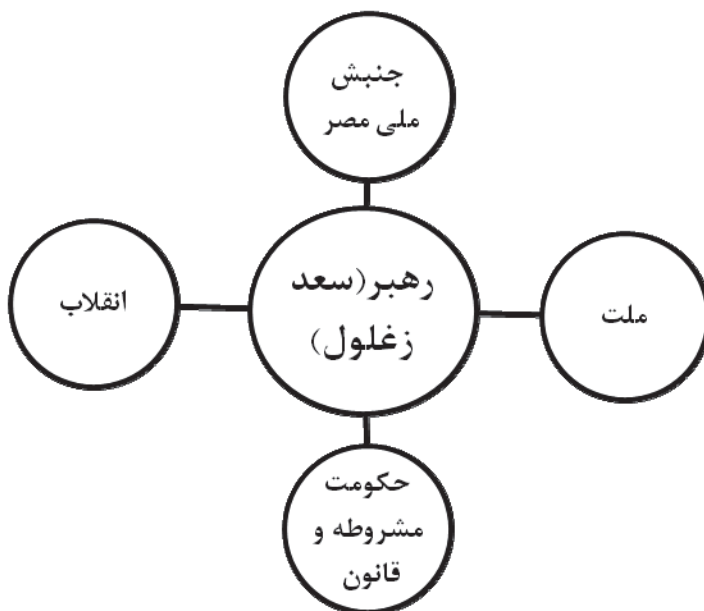 جنبش
ملی مصر
رهبر(سعد
زغلول)
ملت
انقلاب
حکومت
مشروطه و
قانون